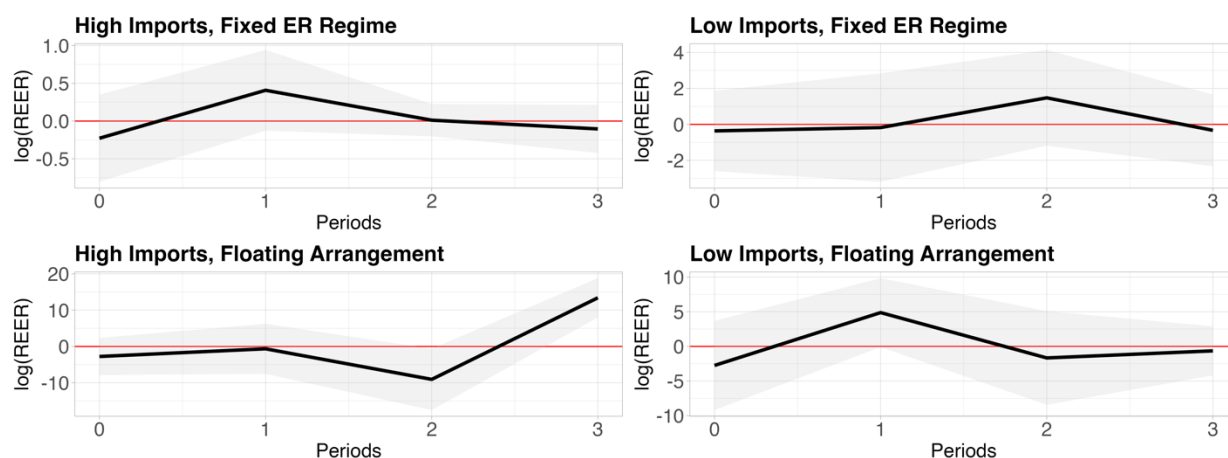 High Imports, Fixed ER Regime
1.0
0.5
0.0
-0.5
log(REER)
0 1 2 3
Periods
Low Imports, Fixed ER Regime
4
2
0
-2
log(REER)
0 1 2 3
Periods
High Imports, Floating Arrangement
20
10
0
-10
log(REER)
0 1 2 3
Periods
Low Imports, Floating Arrangement
10
5
0
-5
-10
log(REER)
0 1 2 3
Periods